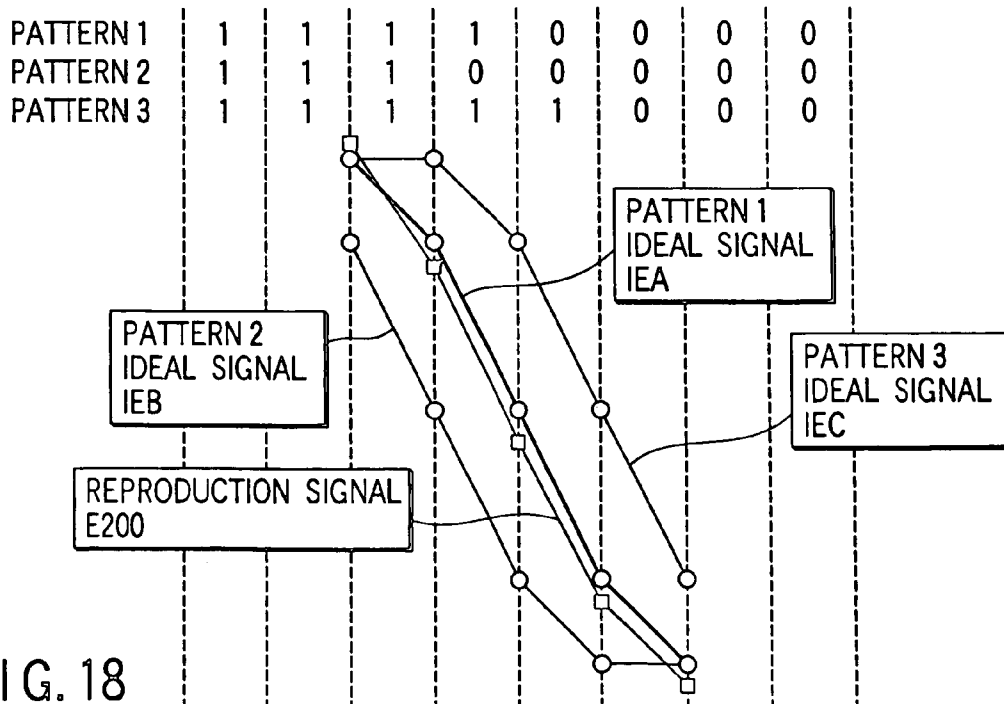 PATTERN 1 1 1 1 1 0 0 0 0
PATTERN 2 1 1 1 0 0 0 0 0
PATTERN 3 1 1 1 1 1 0 0 0
PATTERN 1
IDEAL SIGNAL
IEA
PATTERN 2
IDEAL SIGNAL
IEB
PATTERN 3
IDEAL SIGNAL
IEC
REPRODUCTION SIGNAL
E200
IG. 18